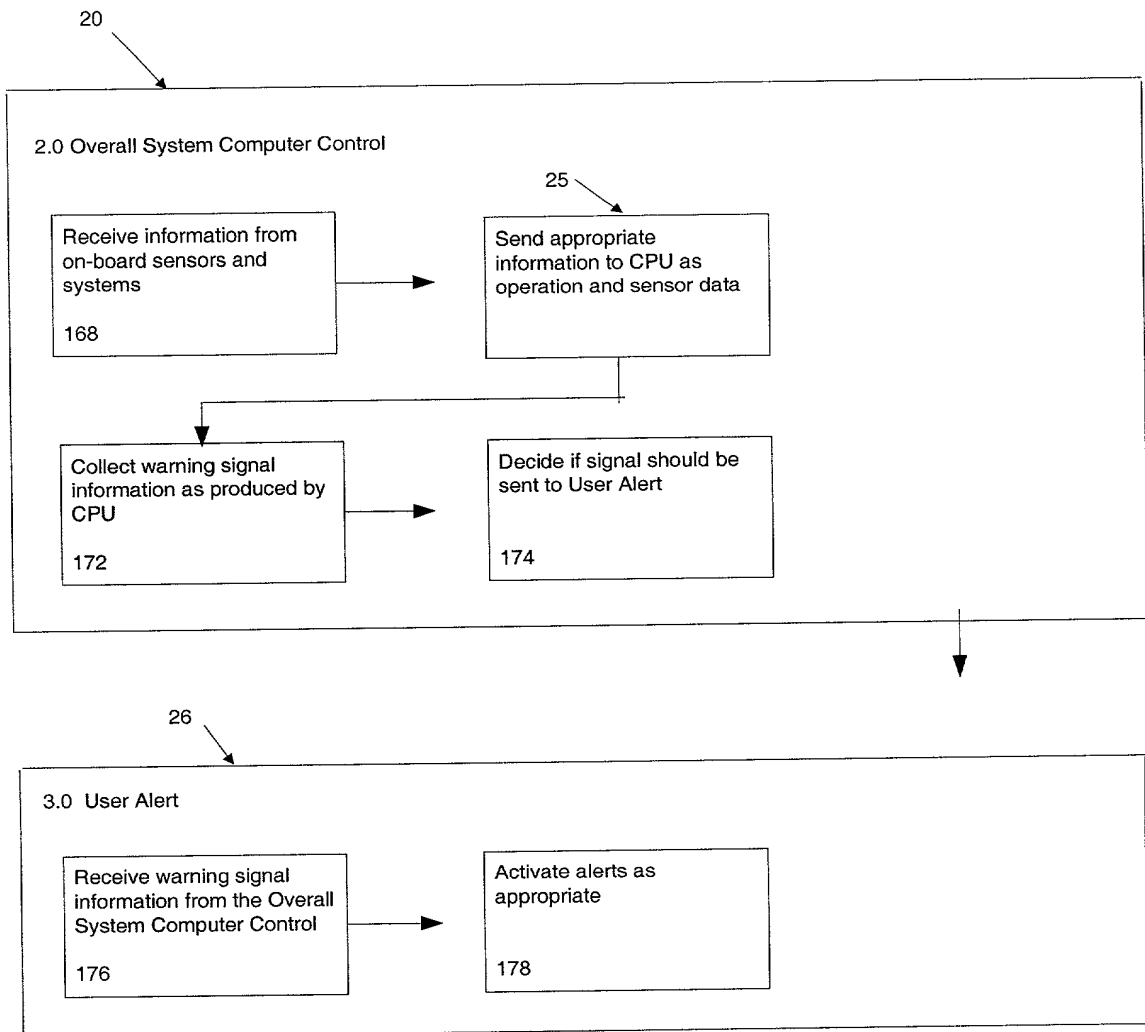 20
2.0 Overall System Computer Control
25
Receive information from
on-board sensors and
systems
168
Send appropriate
information to CPU as
operation and sensor data
Collect warning signal
information as produced by
CPU
172
Decide if signal should be
sent to User Alert
174
26
3.0 User Alert
Receive warning signal
information from the Overall
System Computer Control
176
Activate alerts as
appropriate
178